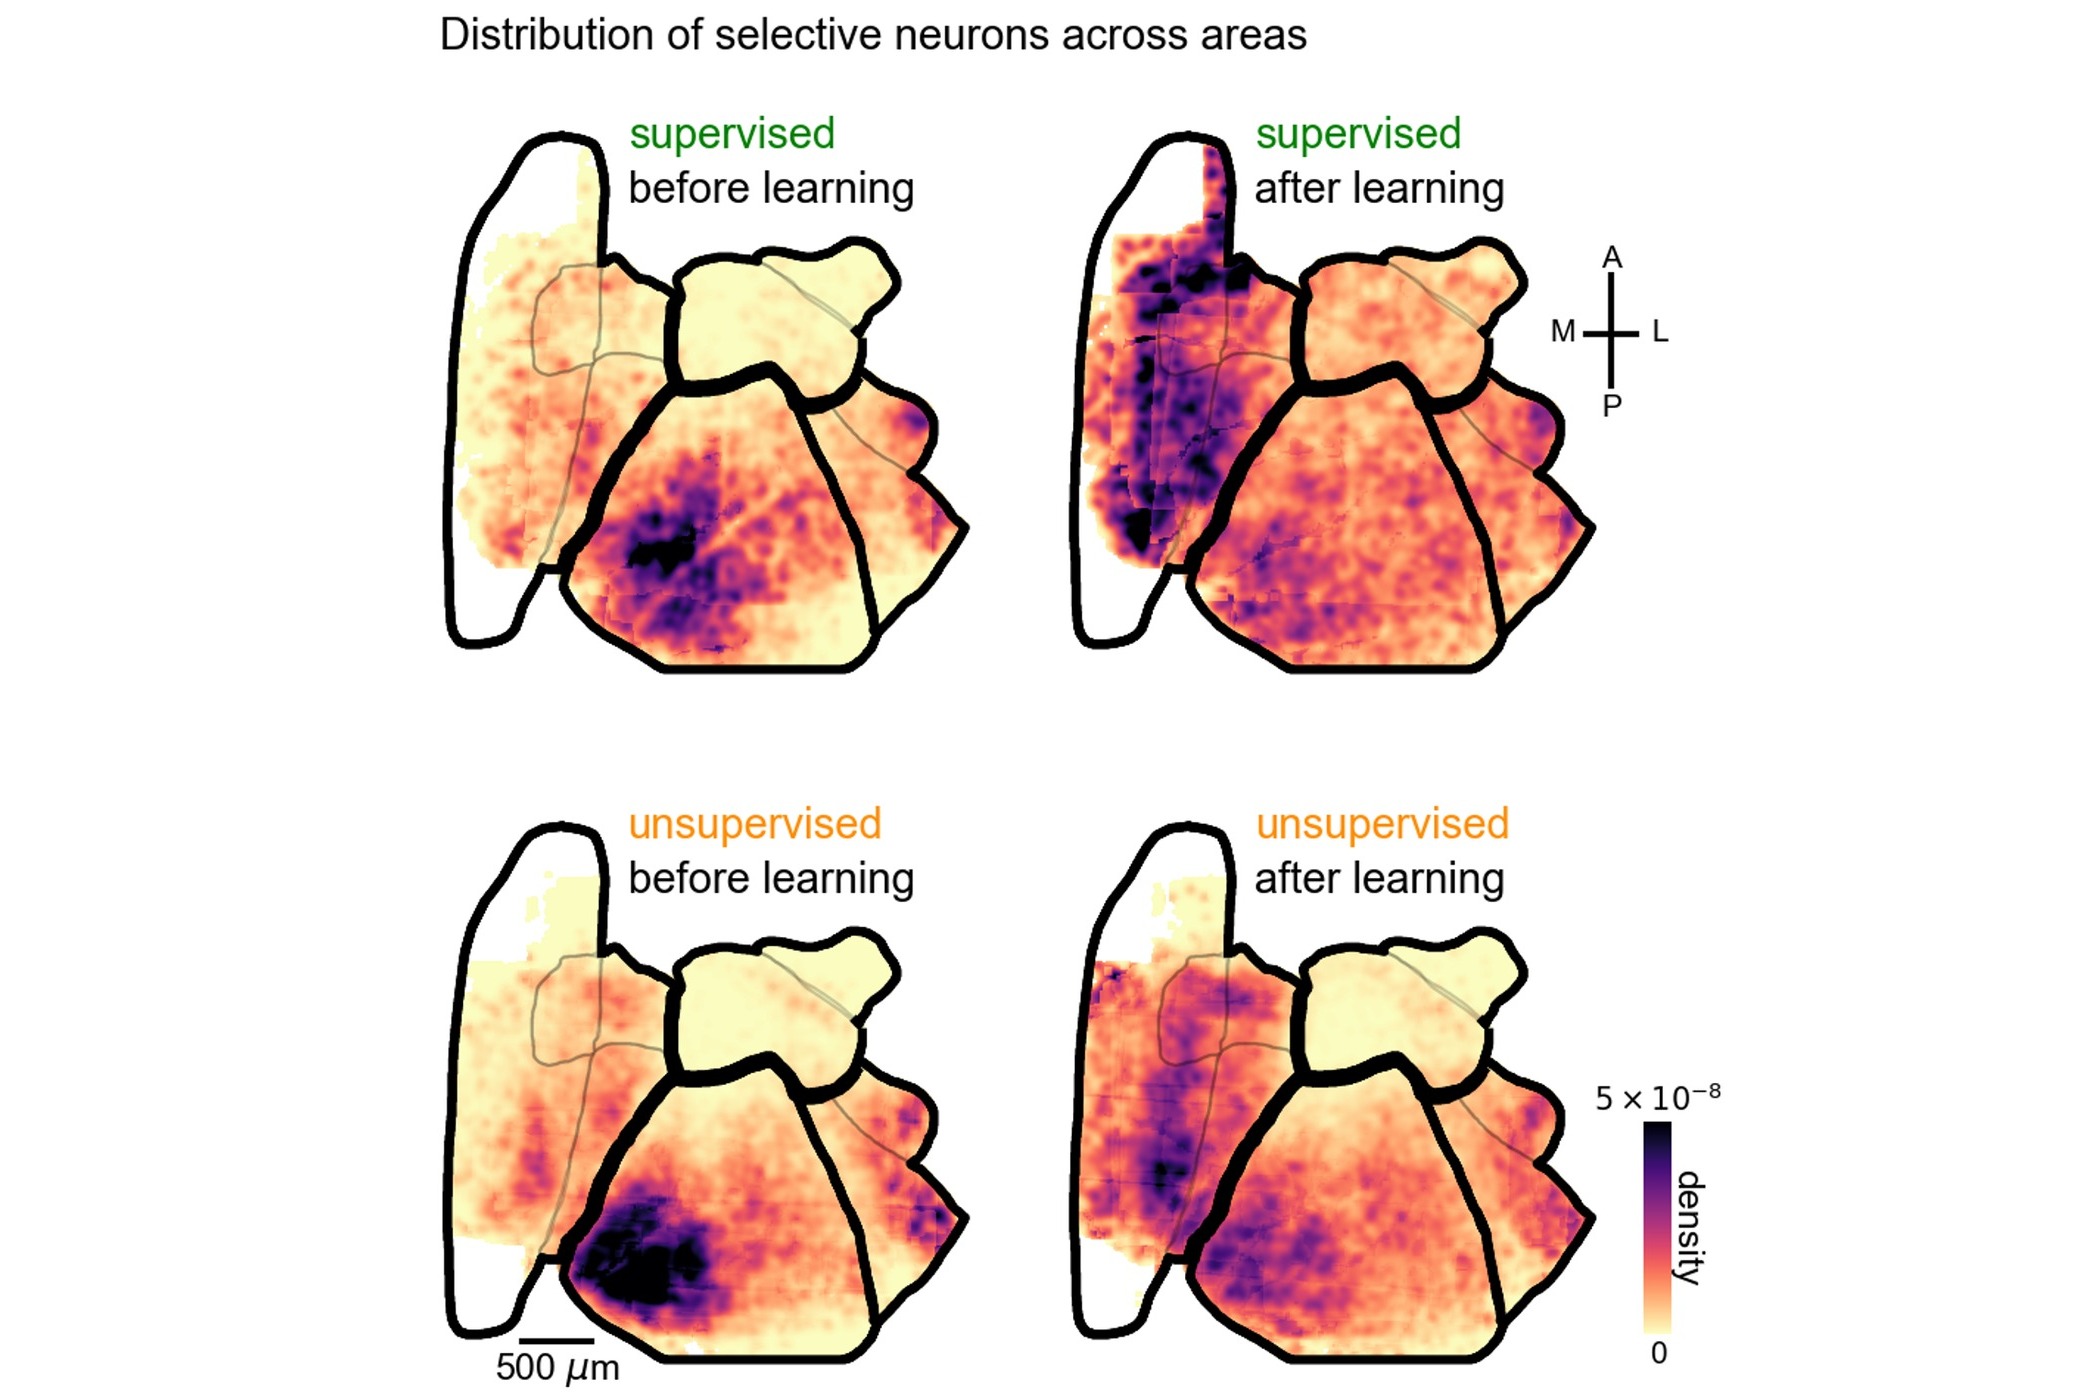 Distribution of selective neurons across areas
supervised
before learning
supervised
after learning
A
M L
P
unsupervised
before learning
unsupervised
after learning
5 × 10⁻⁸
density
0
500 µm